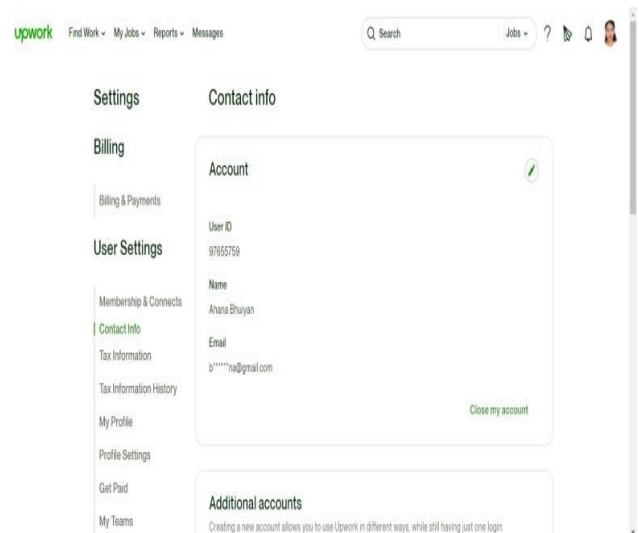 upwork Find Work My Jobs Reports Messages Search Jobs ?
Settings
Contact info
Billing
Account
Billing & Payments
User ID
97655759
User Settings
Name
Ahana Bhuiyan
Membership & Connects
Contact Info
Email
Tax Information
b******na@gmail.com
Tax Information History
Close my account
My Profile
Profile Settings
Get Paid
Additional accounts
My Teams
Creating a new account allows you to use Upwork in different ways, while still having just one login.